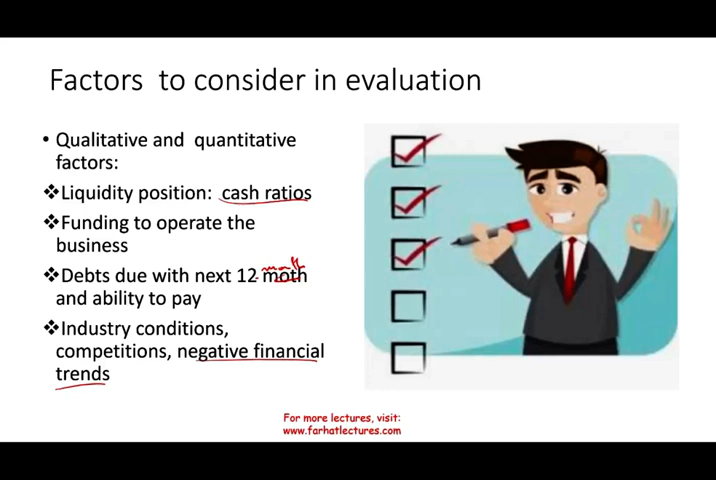 Factors to consider in evaluation
• Qualitative and quantitative
factors:
❖Liquidity position: cash ratios
❖Funding to operate the
business
❖Debts due with next 12 moth
and ability to pay
❖Industry conditions,
competitions, negative financial
trends
For more lectures, visit:
www.farhatlectures.com